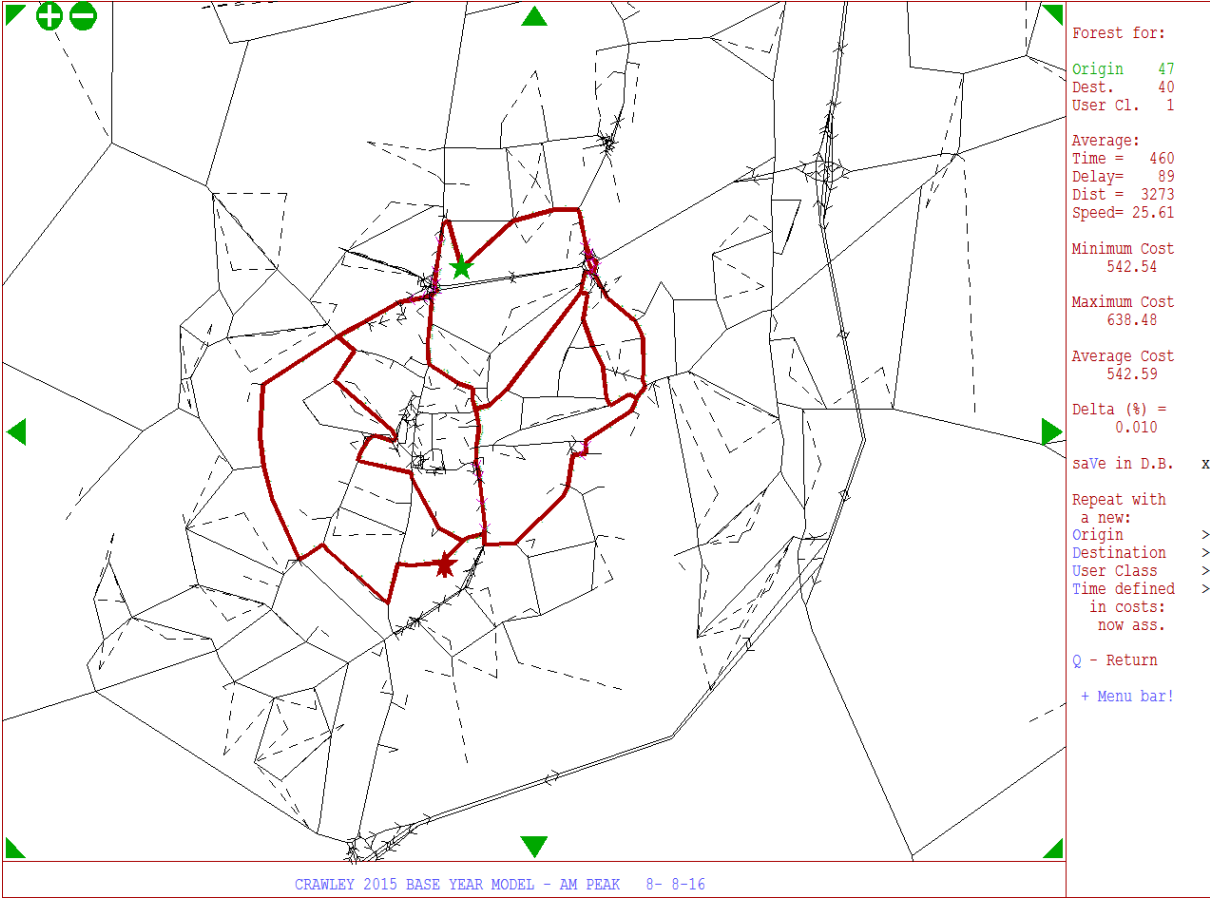 Forest for:
Origin 47
Dest. 40
User Cl. 1
Average:
Time = 460
Delay= 89
Dist = 3273
Speed= 25.61
Minimum Cost
542.54
Maximum Cost
638.48
Average Cost
542.59
Delta (%) =
0.010
saVe in D.B. x
Repeat with
a new:
Origin >
Destination >
User Class >
Time defined >
in costs:
now ass.
Q - Return
+ Menu bar!
CRAWLEY 2015 BASE YEAR MODEL - AM PEAK 8- 8-16